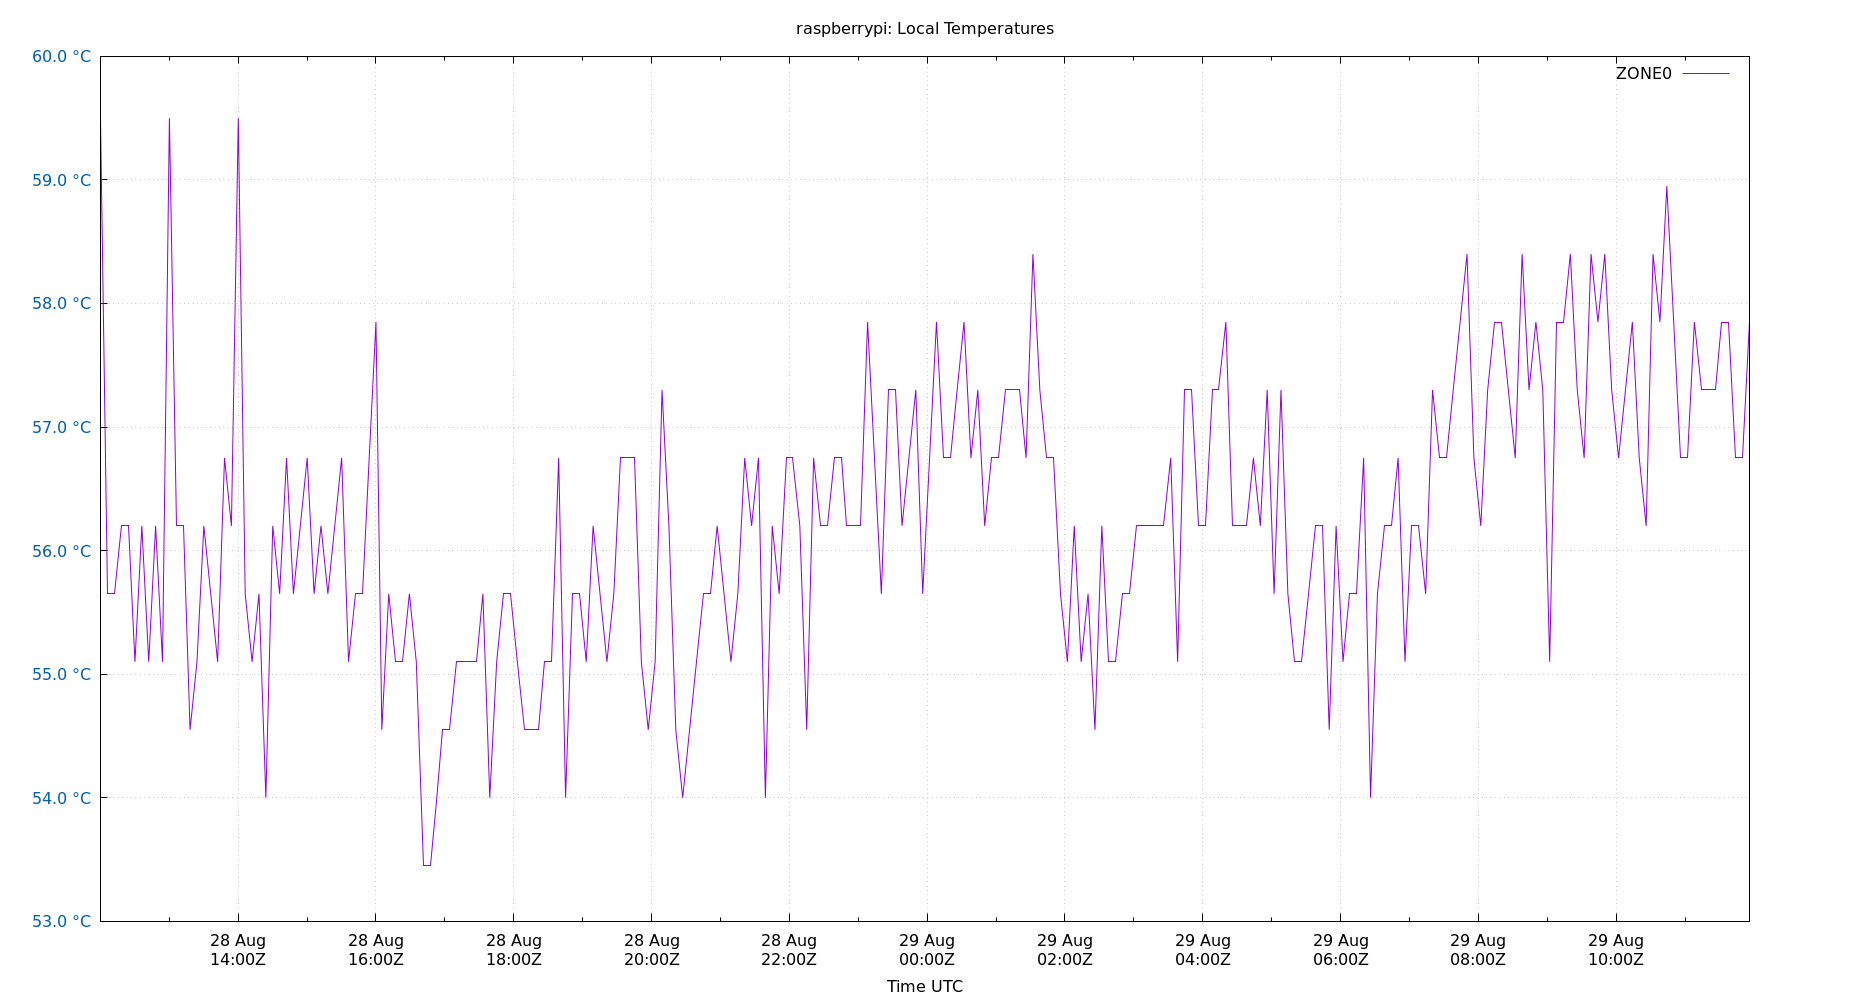 raspberrypi: Local Temperatures
60.0 °C
59.0 °C
58.0 °C
57.0 °C
56.0 °C
55.0 °C
54.0 °C
53.0 °C
ZONE0
28 Aug 28 Aug 28 Aug 28 Aug 28 Aug 29 Aug 29 Aug 29 Aug 29 Aug 29 Aug 29 Aug
14:00Z 16:00Z 18:00Z 20:00Z 22:00Z 00:00Z 02:00Z 04:00Z 06:00Z 08:00Z 10:00Z
Time UTC